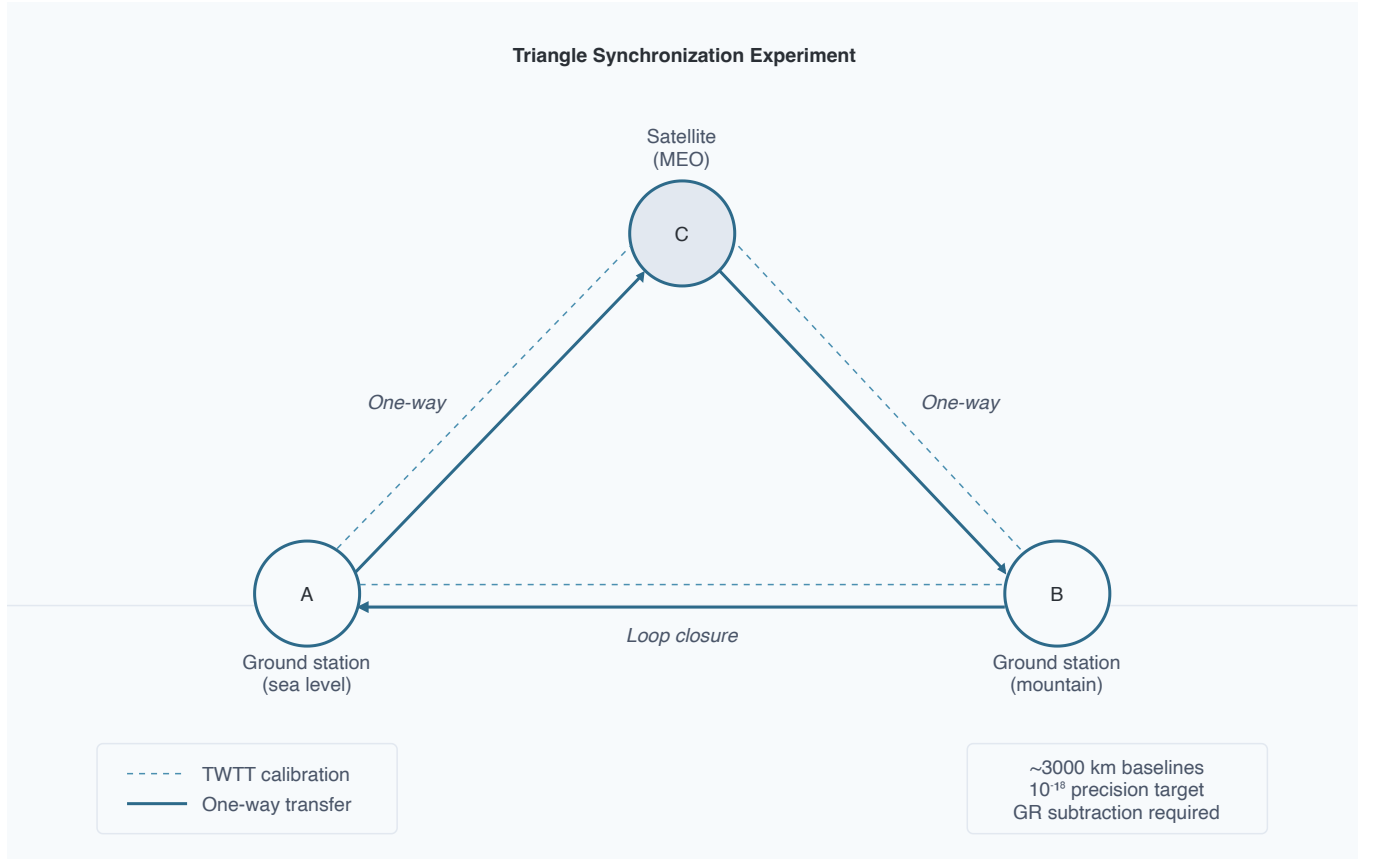 Triangle Synchronization Experiment
Satellite
(MEO)
C
One-way
One-way
A
B
Loop closure
Ground station
(sea level)
Ground station
(mountain)
TWTT calibration
One-way transfer
~3000 km baselines
10⁻¹⁸ precision target
GR subtraction required